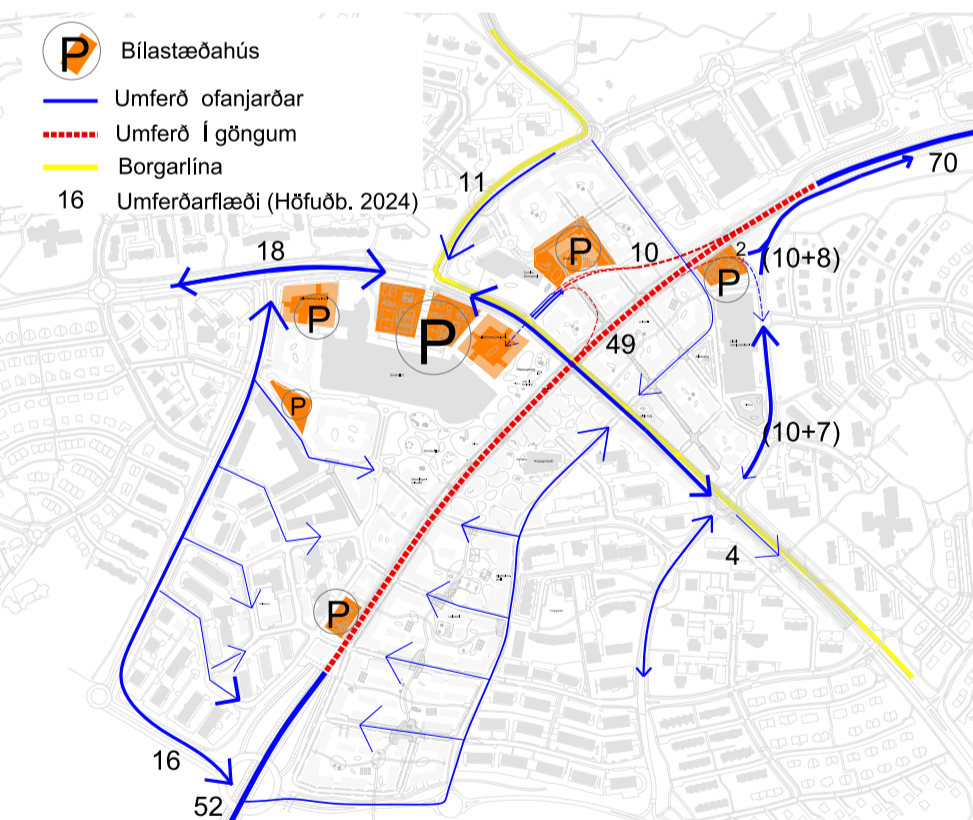 P Bílastæðahús
Umferð ofanjarðar
Umferð Í göngum
Borgarlína
16 Umferðarflæði (Höfuðb. 2024)
70
11
18
P
10
2
(10+8)
P
P
P
49
P
(10+7)
4
P
16
52